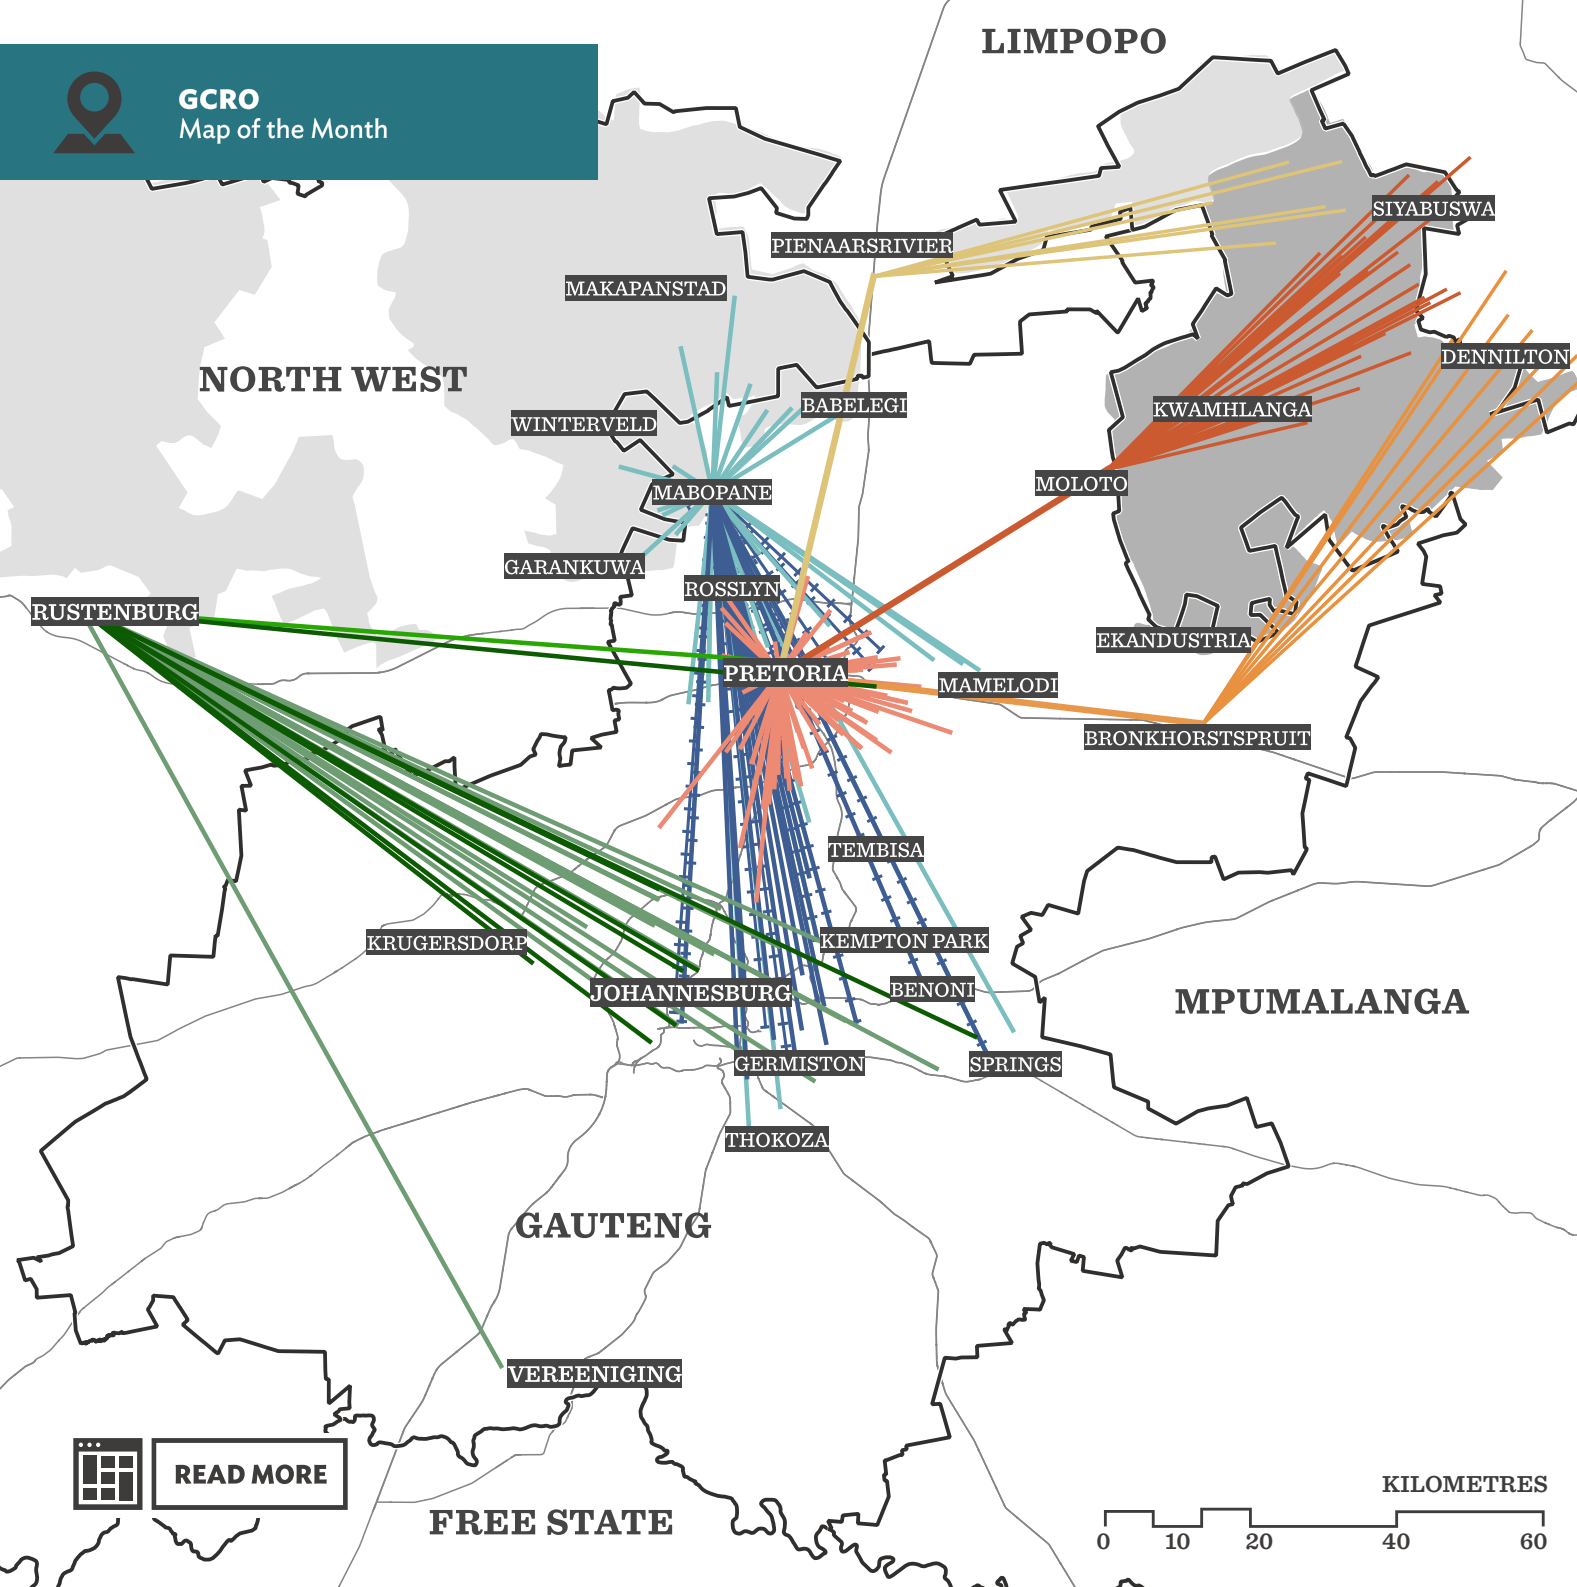 LIMPOPO
GCRO
Map of the Month
SIYABUSWA
PIENAARSRIVIER
MAKAPANSTAD
DENNILTON
NORTH WEST
BABELEGI
KWAMHLANGA
WINTERVELD
MOLOTO
MABOPANE
GARANKUWA
ROSSLYN
RUSTENBURG
EKANDUSTRIA
PRETORIA
MAMELODI
BRONKHORSTSPRUIT
TEMBISA
KRUGERSDORP
KEMPTON PARK
BENONI
JOHANNESBURG
MPUMALANGA
GERMISTON
SPRINGS
THOKOZA
GAUTENG
VEREENIGING
READ MORE
KILOMETRES
FREE STATE
0 10 20 40 60